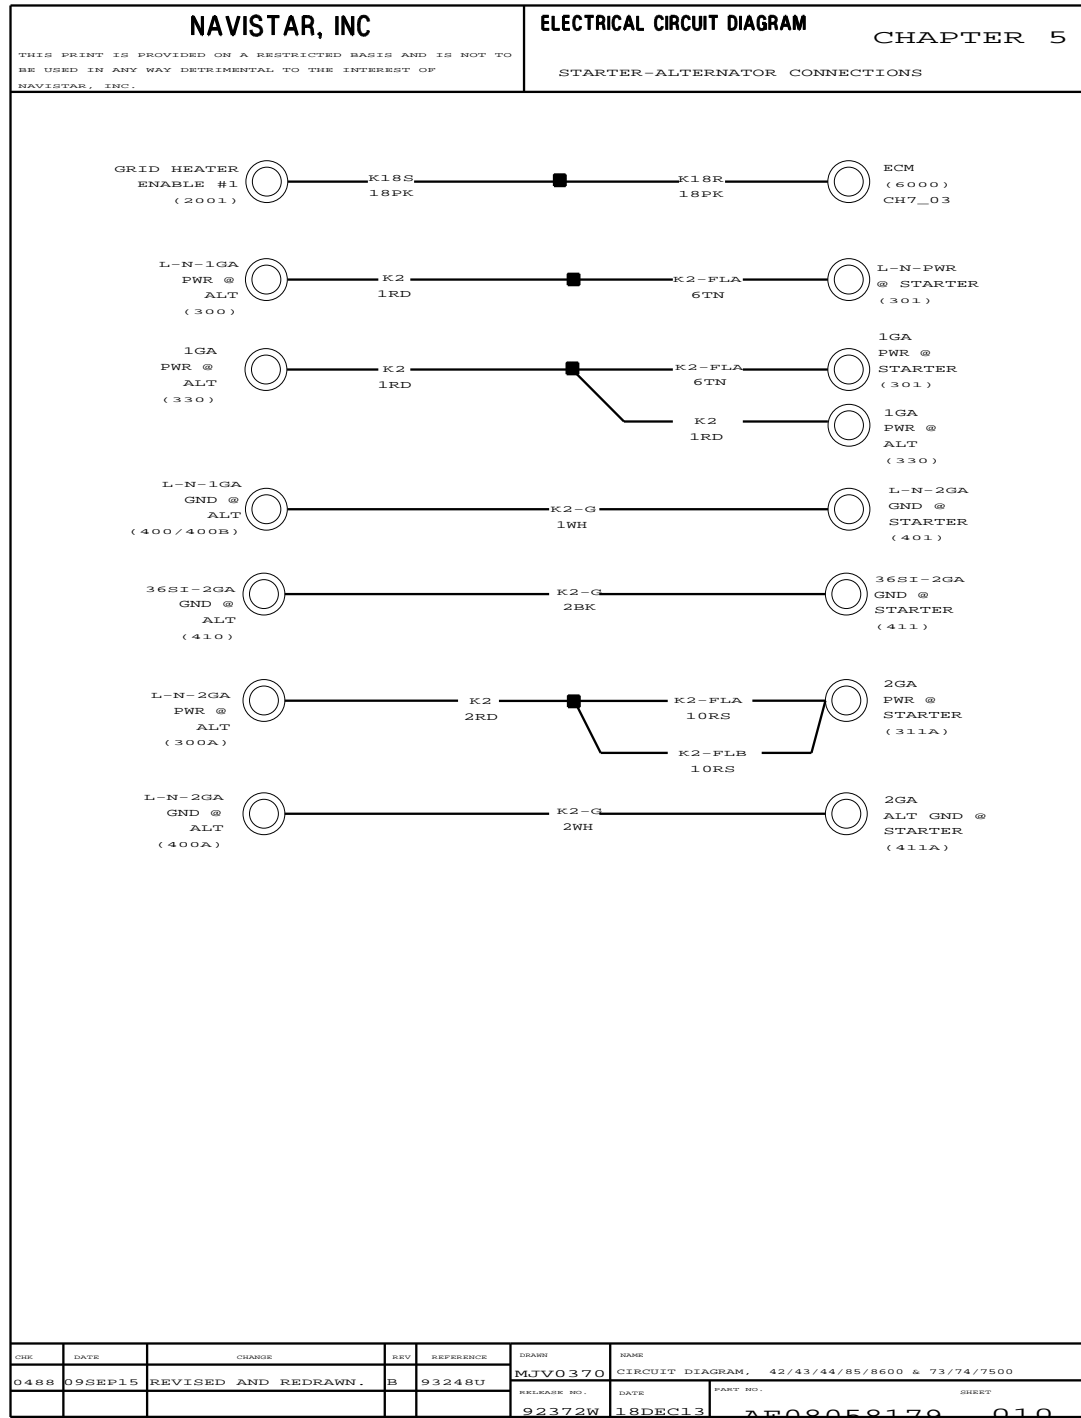 NAVISTAR, INC
THIS PRINT IS PROVIDED ON A RESTRICTED BASIS AND IS NOT TO
BE USED IN ANY WAY DETRIMENTAL TO THE INTEREST OF
NAVISTAR, INC.
ELECTRICAL CIRCUIT DIAGRAM
CHAPTER 5
STARTER-ALTERNATOR CONNECTIONS
GRID HEATER
ENABLE #1
(2001)
K18S
18PK
K18R
18PK
ECM
(6000)
CH7_03
L-N-1GA
PWR @
ALT
(300)
K2
1RD
K2-FLA
6TN
L-N-PWR
@ STARTER
(301)
1GA
PWR @
ALT
(330)
K2
1RD
K2-FLA
6TN
1GA
PWR @
STARTER
(301)
K2
1RD
1GA
PWR @
ALT
(330)
L-N-1GA
GND @
ALT
(400/400B)
K2-G
1WH
L-N-2GA
GND @
STARTER
(401)
36SI-2GA
GND @
ALT
(410)
K2-G
2BK
36SI-2GA
GND @
STARTER
(411)
L-N-2GA
PWR @
ALT
(300A)
K2
2RD
K2-FLA
10RS
K2-FLB
10RS
2GA
PWR @
STARTER
(311A)
L-N-2GA
GND @
ALT
(400A)
K2-G
2WH
2GA
ALT GND @
STARTER
(411A)
CHK DATE CHANGE REV REFERENCE
0488 09SEP15 REVISED AND REDRAWN. B 93248U
DRAWN
MJV0370
NAME
CIRCUIT DIAGRAM, 42/43/44/85/8600 & 73/74/7500
RELEASE NO.
92372W
DATE
18DEC13
PART NO.
AE08058179
SHEET
010